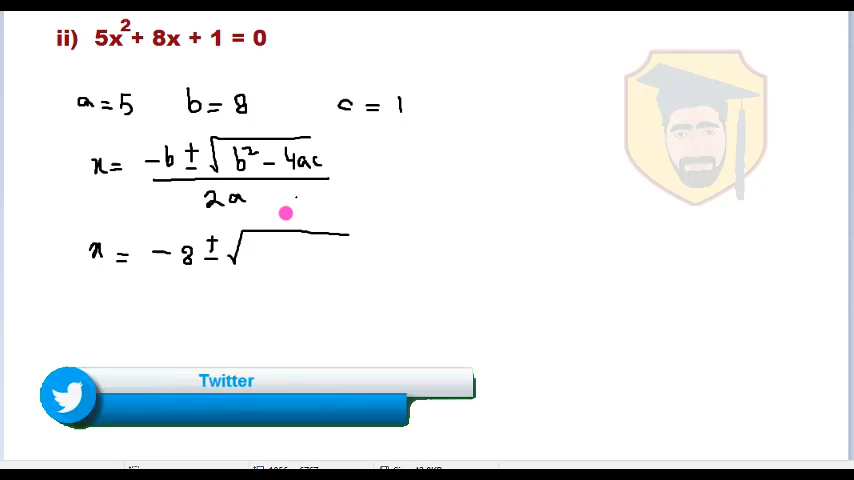 ii) 5x²+ 8x + 1 = 0
a = 5 b = 8 c = 1
x = -b ± √b² - 4ac
2a
x = - 8 ± √
Twitter